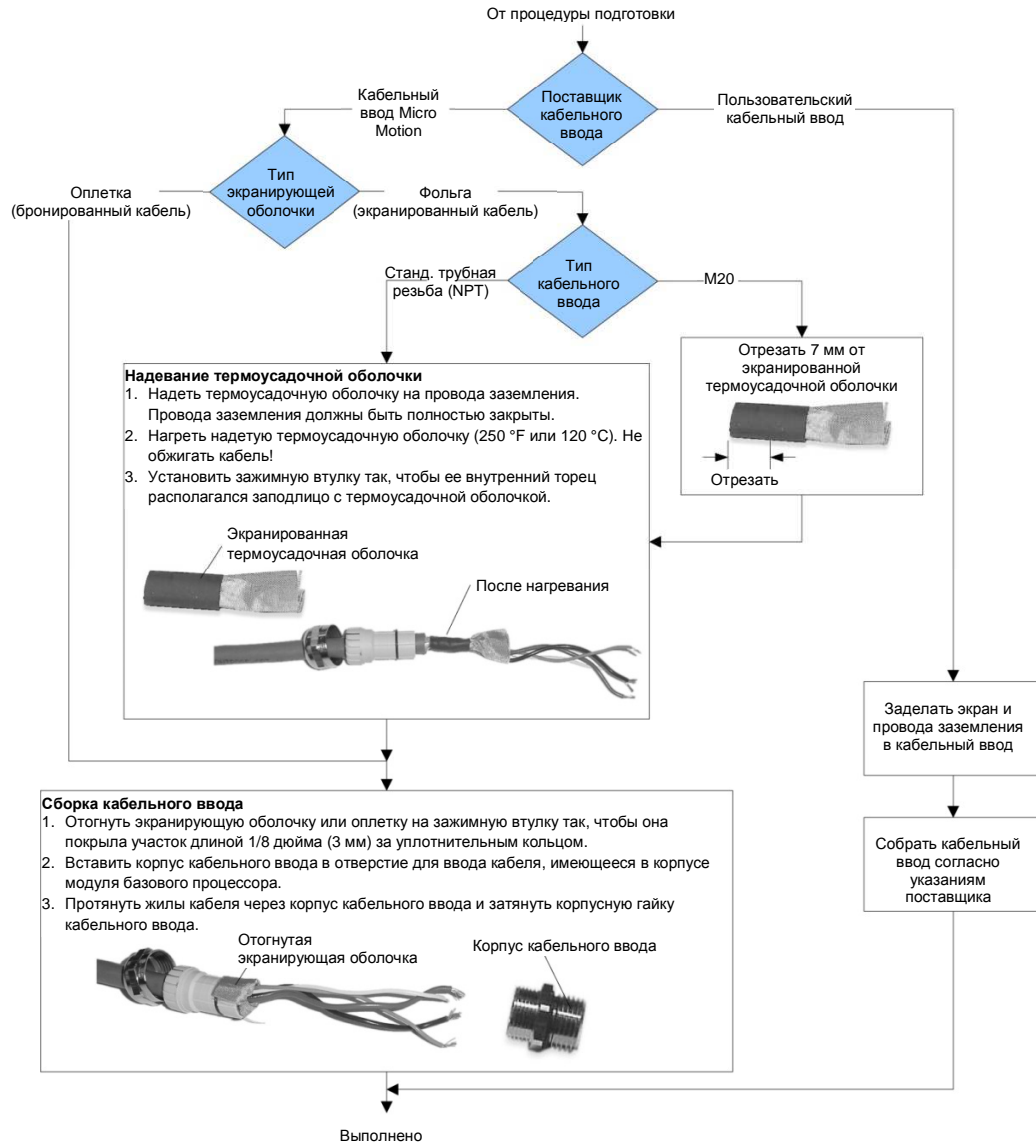 От процедуры подготовки
Поставщик
кабельного
ввода
Кабельный
ввод Micro
Motion
Пользовательский
кабельный ввод
Тип
экранирующей
оболочки
Оплетка
(бронированный кабель)
Фольга
(экранированный кабель)
Тип
кабельного
ввода
Станд. трубная
резьба (NPT)
M20
Отрезать 7 мм от
экранированной
термоусадочной оболочки
Отрезать
Надевание термоусадочной оболочки
1. Надеть термоусадочную оболочку на провода заземления.
Провода заземления должны быть полностью закрыты.
2. Нагреть надетую термоусадочную оболочку (250 °F или 120 °C). Не
обжигать кабель!
3. Установить зажимную втулку так, чтобы ее внутренний торец
располагался заподлицо с термоусадочной оболочкой.
Экранированная
термоусадочная оболочка
После нагревания
Заделать экран и
провода заземления
в кабельный ввод
Собрать кабельный
ввод согласно
указаниям
поставщика
Сборка кабельного ввода
1. Отогнуть экранирующую оболочку или оплетку на зажимную втулку так, чтобы она
покрыла участок длиной 1/8 дюйма (3 мм) за уплотнительным кольцом.
2. Вставить корпус кабельного ввода в отверстие для ввода кабеля, имеющееся в корпусе
модуля базового процессора.
3. Протянуть жилы кабеля через корпус кабельного ввода и затянуть корпусную гайку
кабельного ввода.
Отогнутая
экранирующая оболочка
Корпус кабельного ввода
Выполнено